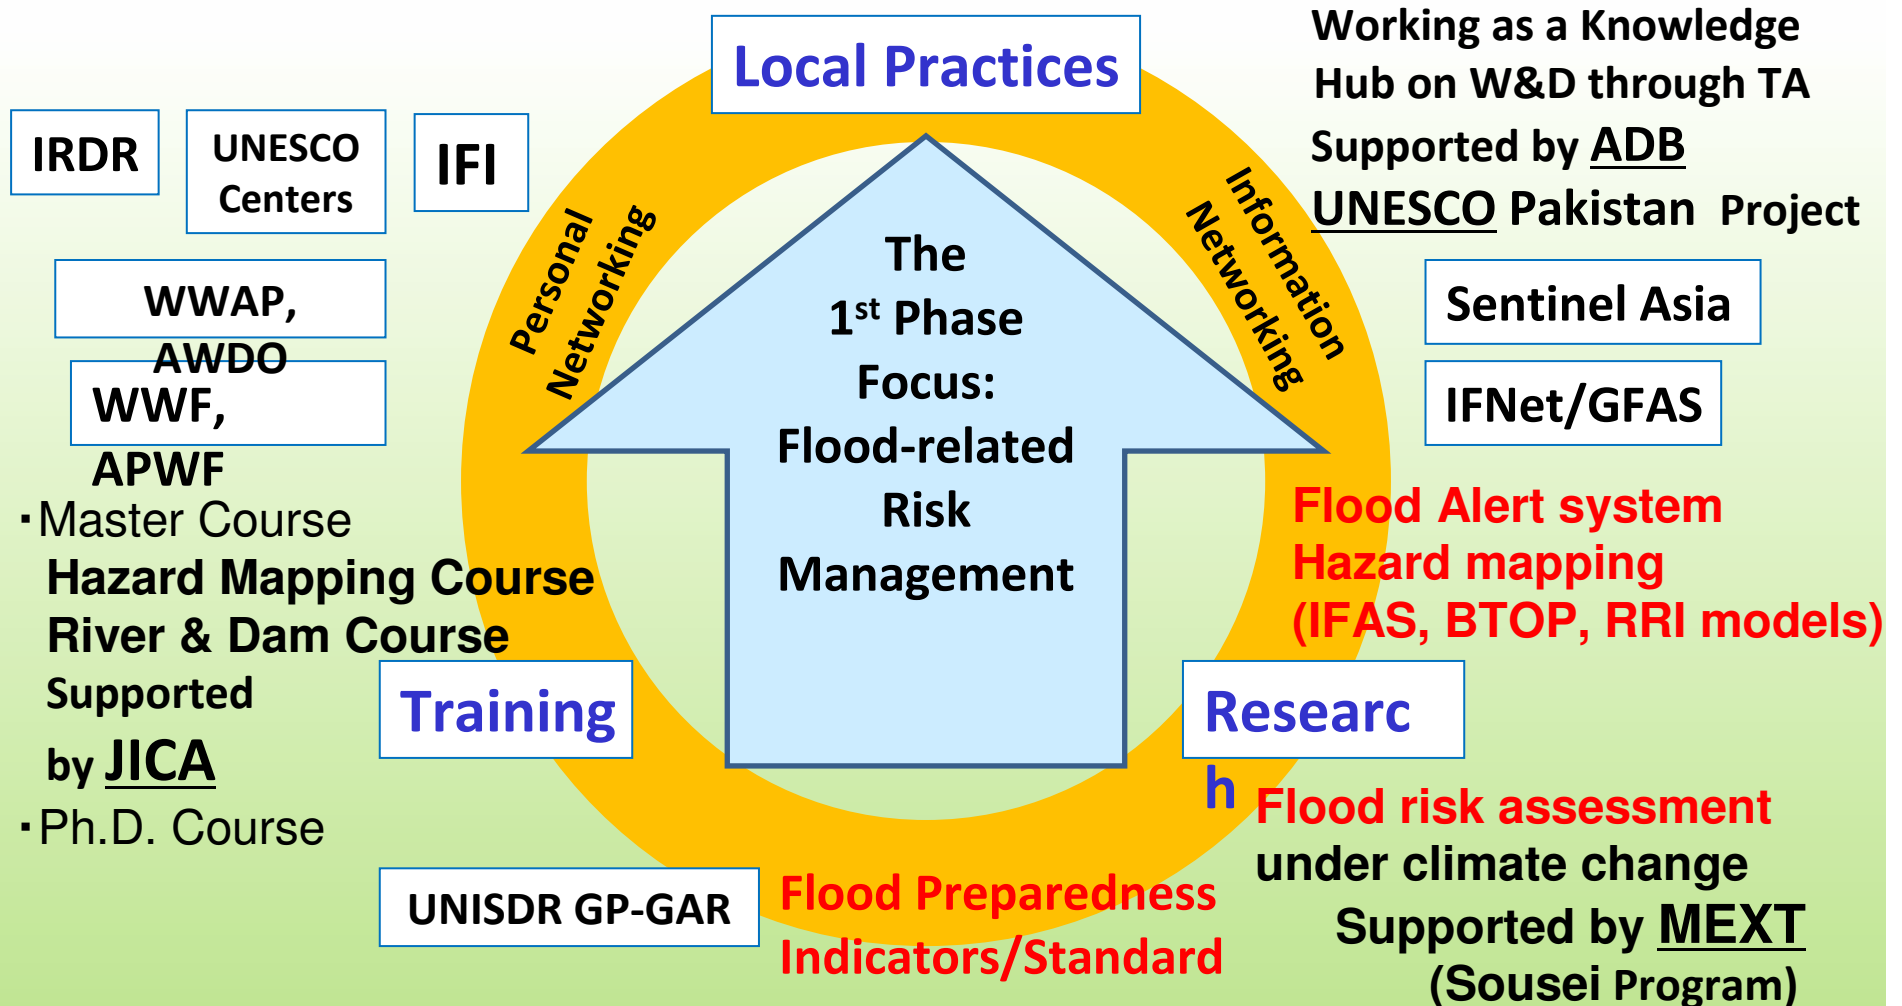 Local Practices
Working as a Knowledge
Hub on W&D through TA
Supported by ADB
UNESCO Pakistan Project
IRDR
UNESCO
Centers
IFI
Personal
Networking
Information
Networking
The
1st Phase
Focus:
Flood-related
Risk
Management
WWAP,
AWDO
WWF,
APWF
Sentinel Asia
IFNet/GFAS
・Master Course
Hazard Mapping Course
River & Dam Course
Supported
by JICA
・Ph.D. Course
Flood Alert system
Hazard mapping
(IFAS, BTOP, RRI models)
Training
Researc
h
Flood risk assessment
under climate change
Supported by MEXT
(Sousei Program)
UNISDR GP-GAR
Flood Preparedness
Indicators/Standard